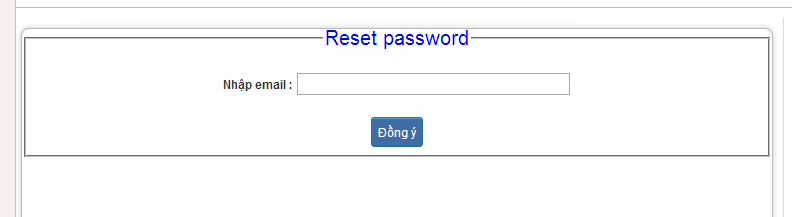 Reset password
Nhập email :
Đồng ý